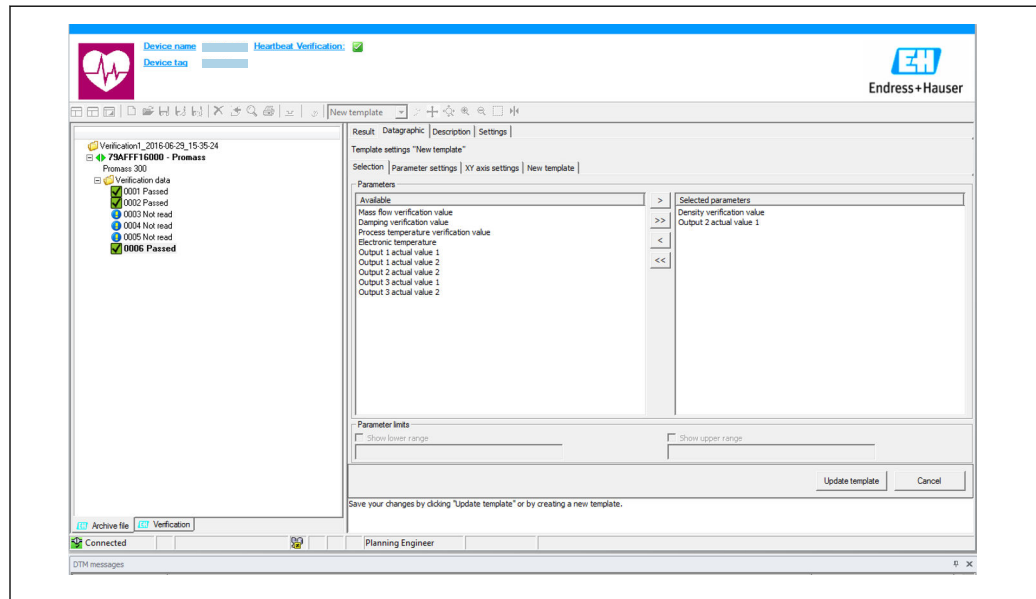 Device name
Heartbeat Verification:
Device tag
EH
Endress+Hauser
New template
Verification1_2016-06-29_15-35-24
79AFFF16000 - Promass
Promass 300
Verification data
0001 Passed
0002 Passed
0003 Not read
0004 Not read
0005 Not read
0006 Passed
Archive file
Verification
Result
Datagraphic
Description
Settings
Template settings "New template"
Selection
Parameter settings
XY axis settings
New template
Parameters
Available
Mass flow verification value
Damping verification value
Process temperature verification value
Electronic temperature
Output 1 actual value 1
Output 1 actual value 2
Output 2 actual value 2
Output 3 actual value 1
Output 3 actual value 2
>
>>
<
<<
Selected parameters
Density verification value
Output 2 actual value 1
Parameter limits
Show lower range
Show upper range
Update template
Cancel
Save your changes by clicking "Update template" or by creating a new template.
Connected
Planning Engineer
DTM messages